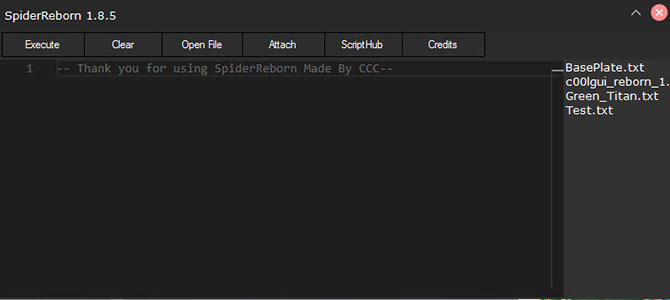 SpiderReborn 1.8.5
Execute Clear Open File Attach ScriptHub Credits
1 -- Thank you for using SpiderReborn Made By CCC--
BasePlate.txt
c00lgui_reborn_1.
Green_Titan.txt
Test.txt